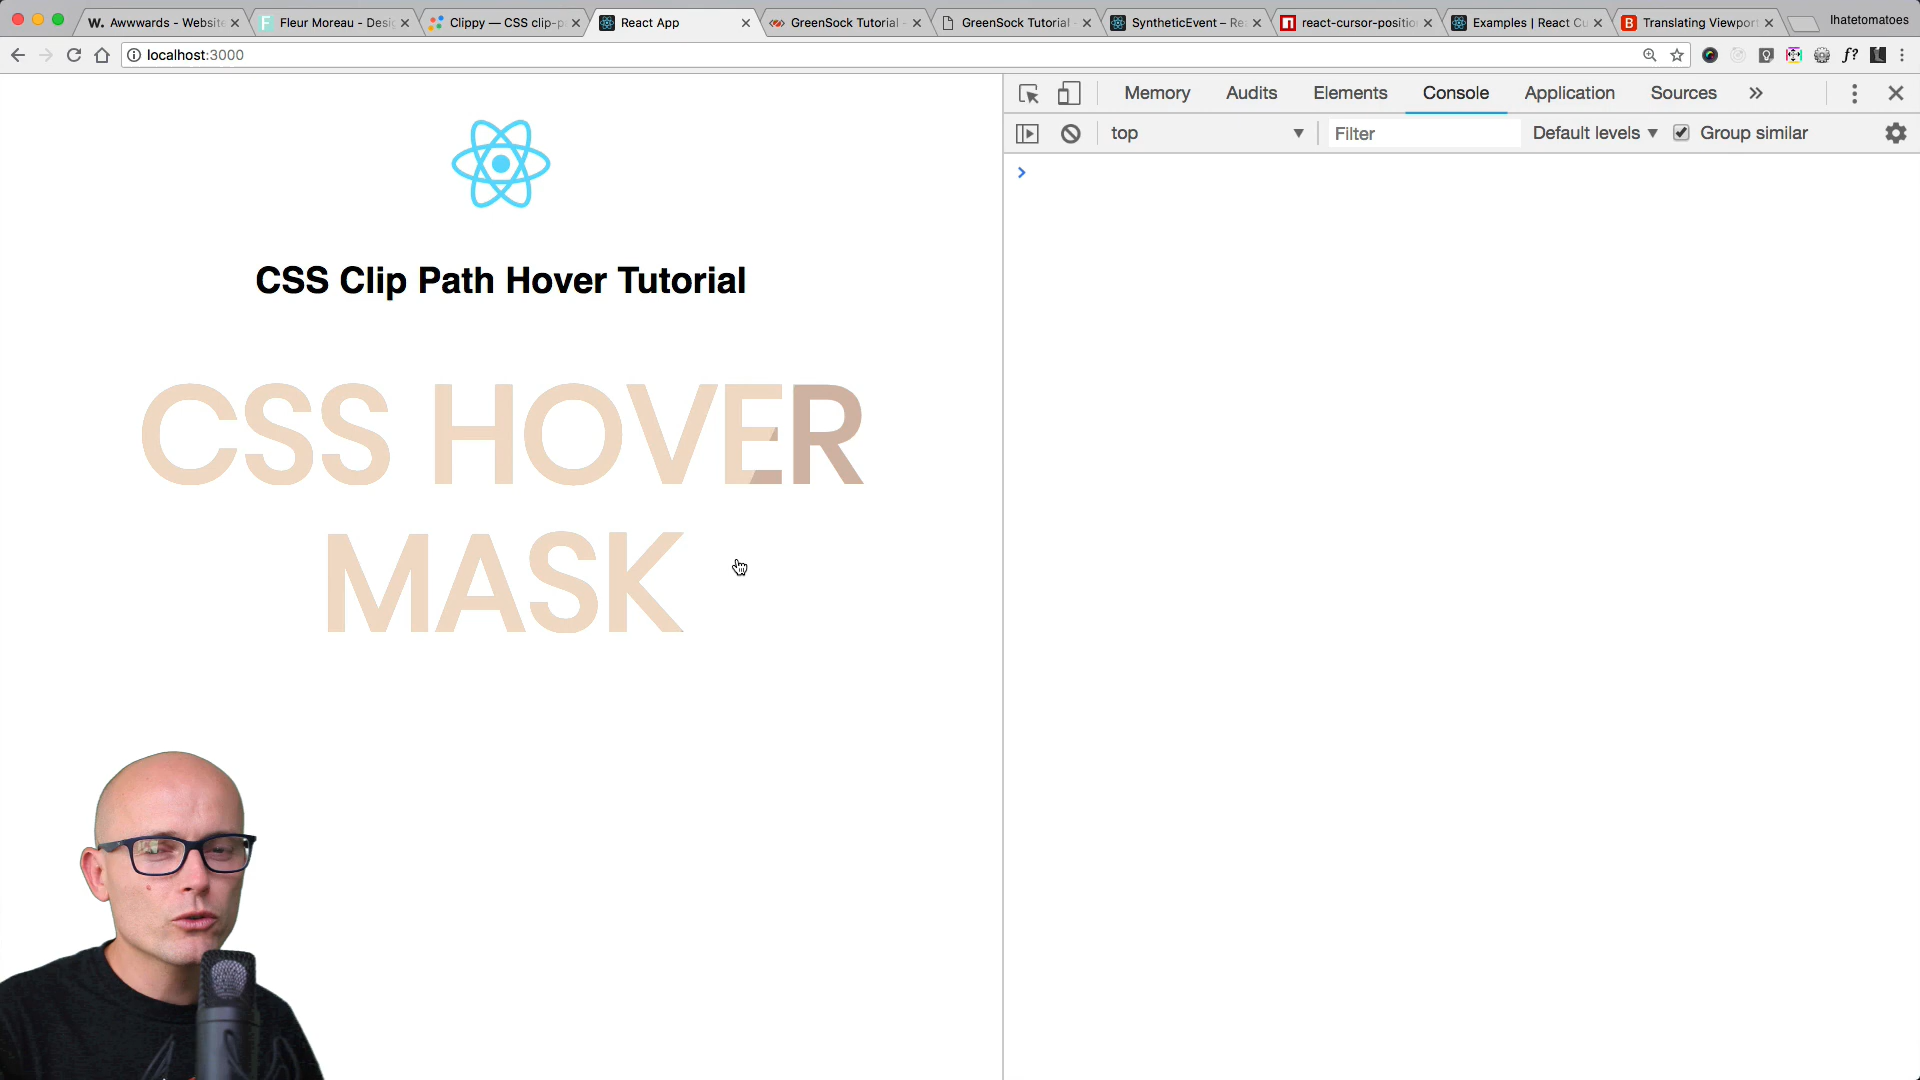 W. Awwwards - Website
F Fleur Moreau - Desig
Clippy — CSS clip-p
React App
GreenSock Tutorial -
GreenSock Tutorial -
SyntheticEvent – Re
react-cursor-positio
Examples | React Cu
B Translating Viewport
Ihatetomatoes
localhost:3000
f?
Memory
Audits
Elements
Console
Application
Sources
top
Filter
Default levels
Group similar
CSS Clip Path Hover Tutorial
CSS HOVER
MASK